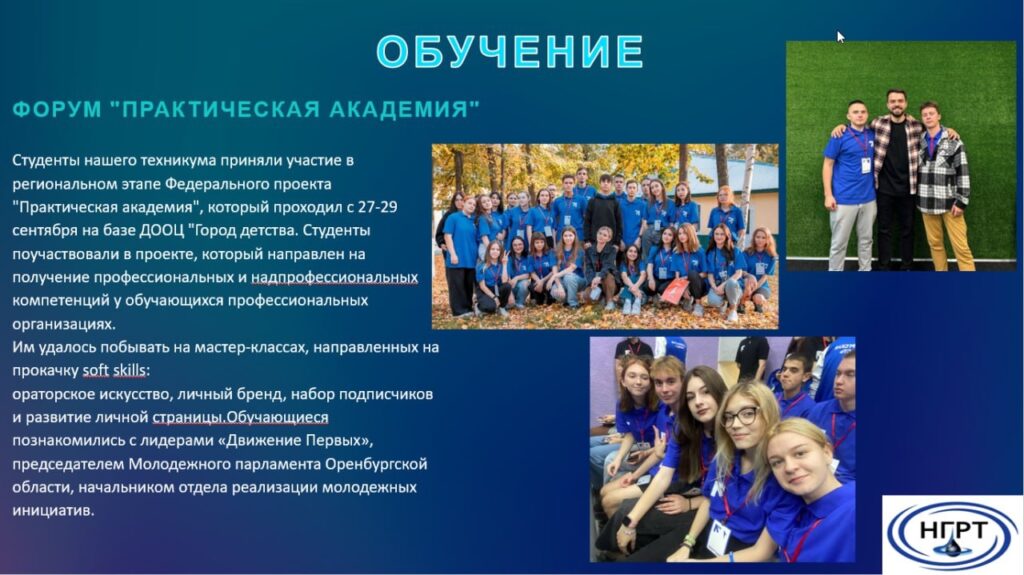 ОБУЧЕНИЕ
ФОРУМ "ПРАКТИЧЕСКАЯ АКАДЕМИЯ"
Студенты нашего техникума приняли участие в
региональном этапе Федерального проекта
"Практическая академия", который проходил с 27-29
сентября на базе ДООЦ "Город детства. Студенты
поучаствовали в проекте, который направлен на
получение профессиональных и надпрофессиональных
компетенций у обучающихся профессиональных
организациях.
Им удалось побывать на мастер-классах, направленных на
прокачку soft skills:
ораторское искусство, личный бренд, набор подписчиков
и развитие личной страницы.Обучающиеся
познакомились с лидерами «Движение Первых»,
председателем Молодежного парламента Оренбургской
области, начальником отдела реализации молодежных
инициатив.
НГРТ